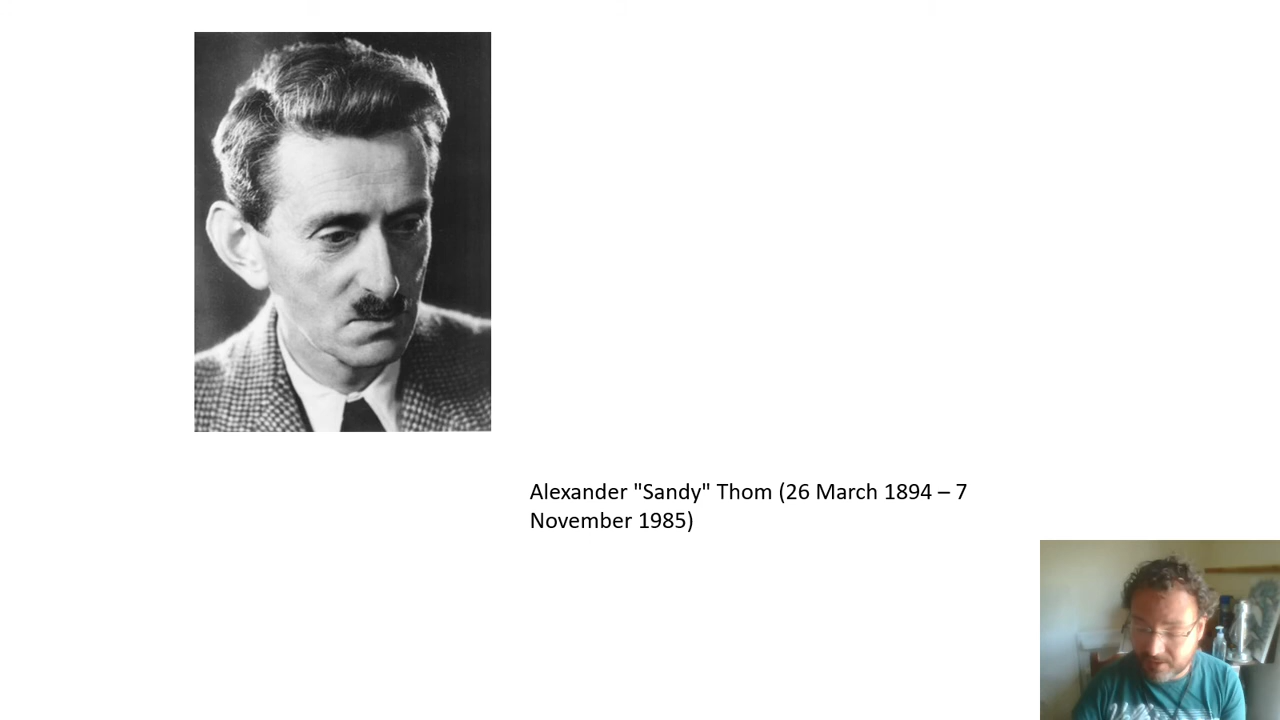 Alexander "Sandy" Thom (26 March 1894 – 7
November 1985)